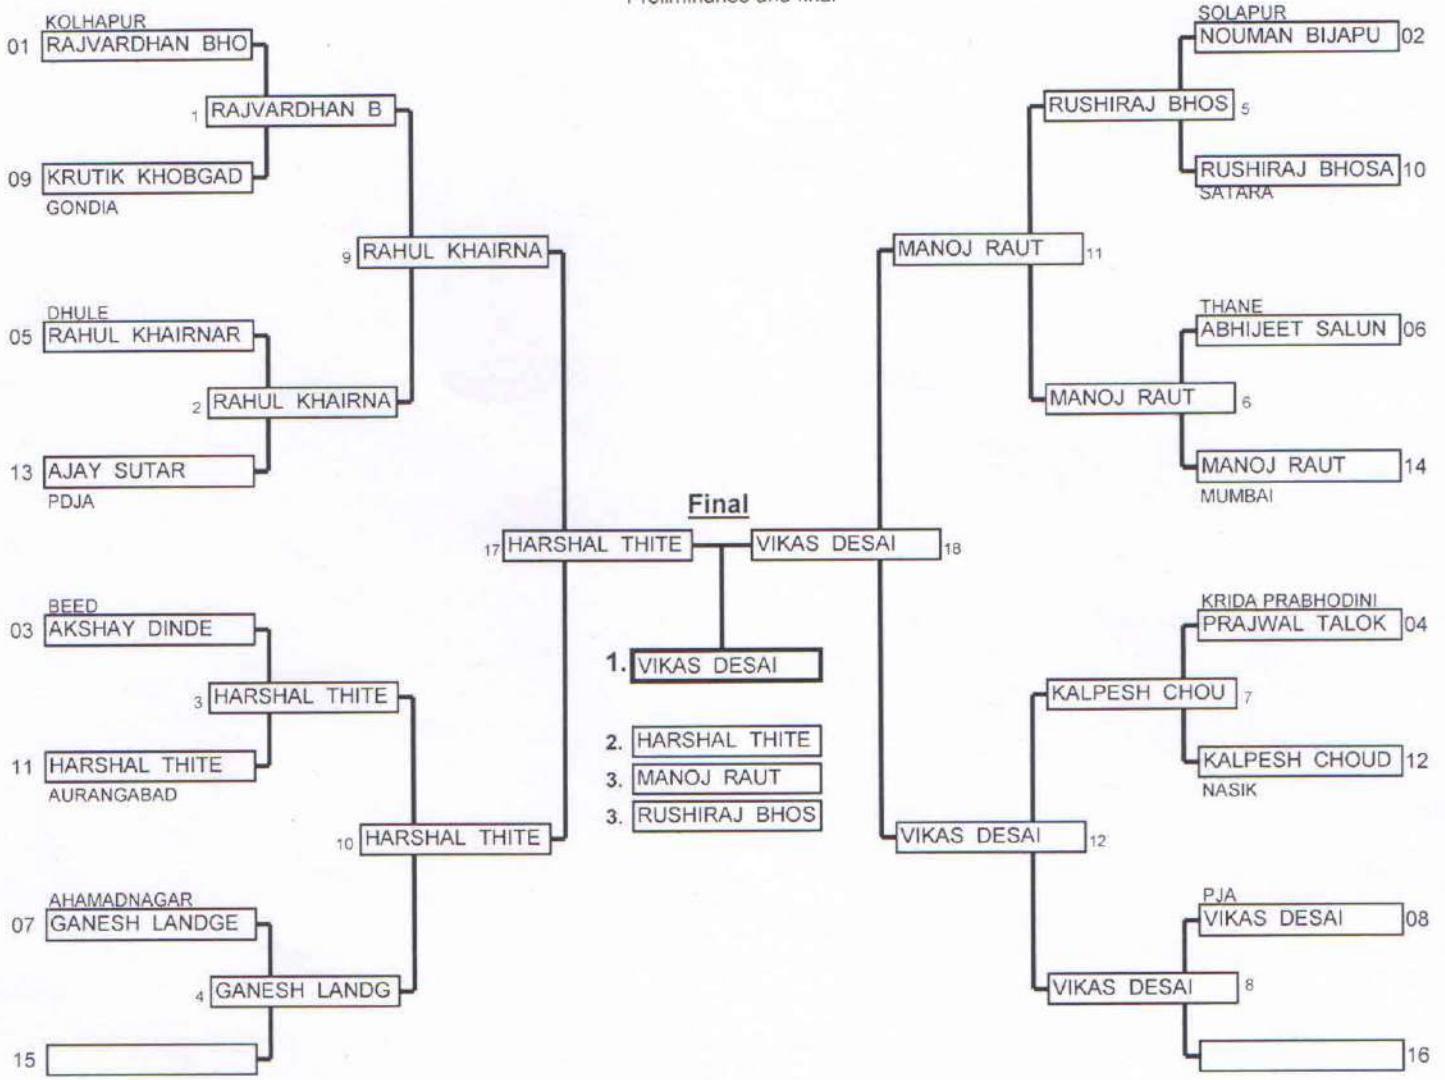 KOLHAPUR
01 RAJVARDHAN BHO
1 RAJVARDHAN B
09 KRUTIK KHOBGAD
GONDIA
9 RAHUL KHAIRNA
DHULE
05 RAHUL KHAIRNAR
2 RAHUL KHAIRNA
13 AJAY SUTAR
PDJA
17 HARSHAL THITE
BEED
03 AKSHAY DINDE
3 HARSHAL THITE
11 HARSHAL THITE
AURANGABAD
10 HARSHAL THITE
AHAMADNAGAR
07 GANESH LANDGE
4 GANESH LANDG
15
Final
1. VIKAS DESAI
2. HARSHAL THITE
3. MANOJ RAUT
3. RUSHIRAJ BHOS
SOLAPUR
NOUMAN BIJAPU 02
RUSHIRAJ BHOS 5
RUSHIRAJ BHOSA 10
SATARA
MANOJ RAUT 11
THANE
ABHIJEET SALUN 06
MANOJ RAUT 6
MANOJ RAUT 14
MUMBAI
VIKAS DESAI 18
KRIDA PRABHODINI
PRAJWAL TALOK 04
KALPESH CHOU 7
KALPESH CHOUD 12
NASIK
VIKAS DESAI 12
PJA
VIKAS DESAI 08
VIKAS DESAI 8
16